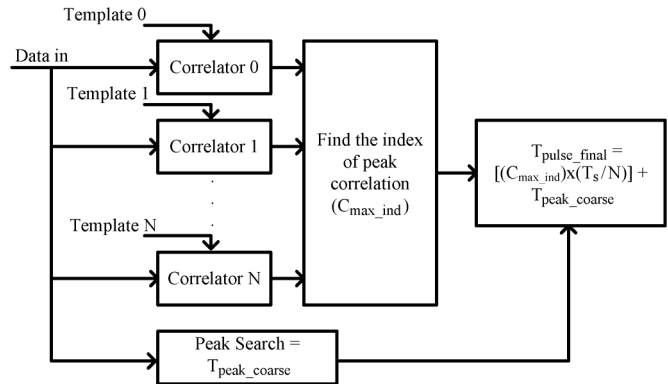 Template 0
Data in
Correlator 0
Template 1
Correlator 1
.
.
.
Template N
Correlator N
Find the index
of peak
correlation
(Cmax_ind)
Tpulse_final =
[(Cmax_ind)x(Ts/N)] +
Tpeak_coarse
Peak Search =
Tpeak_coarse